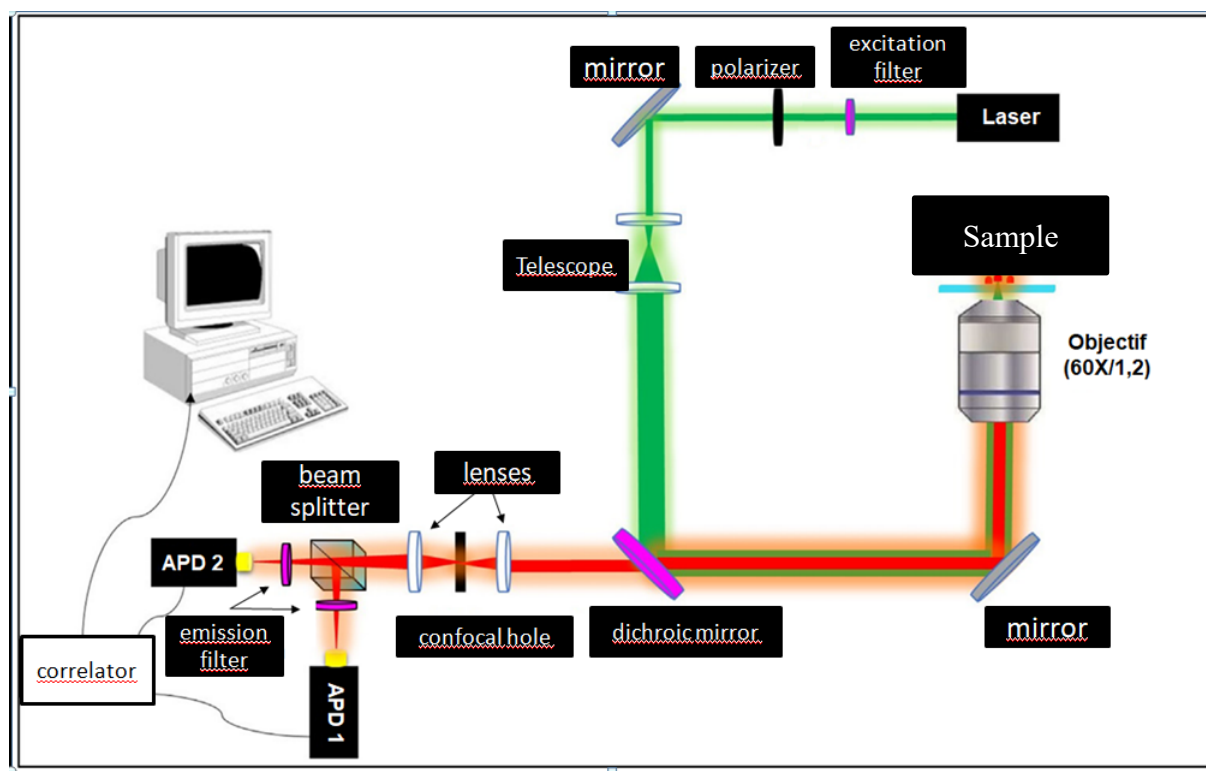 mirror
polarizer
excitation
filter
Laser
Sample
Telescope
Objectif
(60X/1,2)
beam
splitter
lenses
APD 2
emission
filter
confocal hole
dichroic mirror
mirror
correlator
APD 1